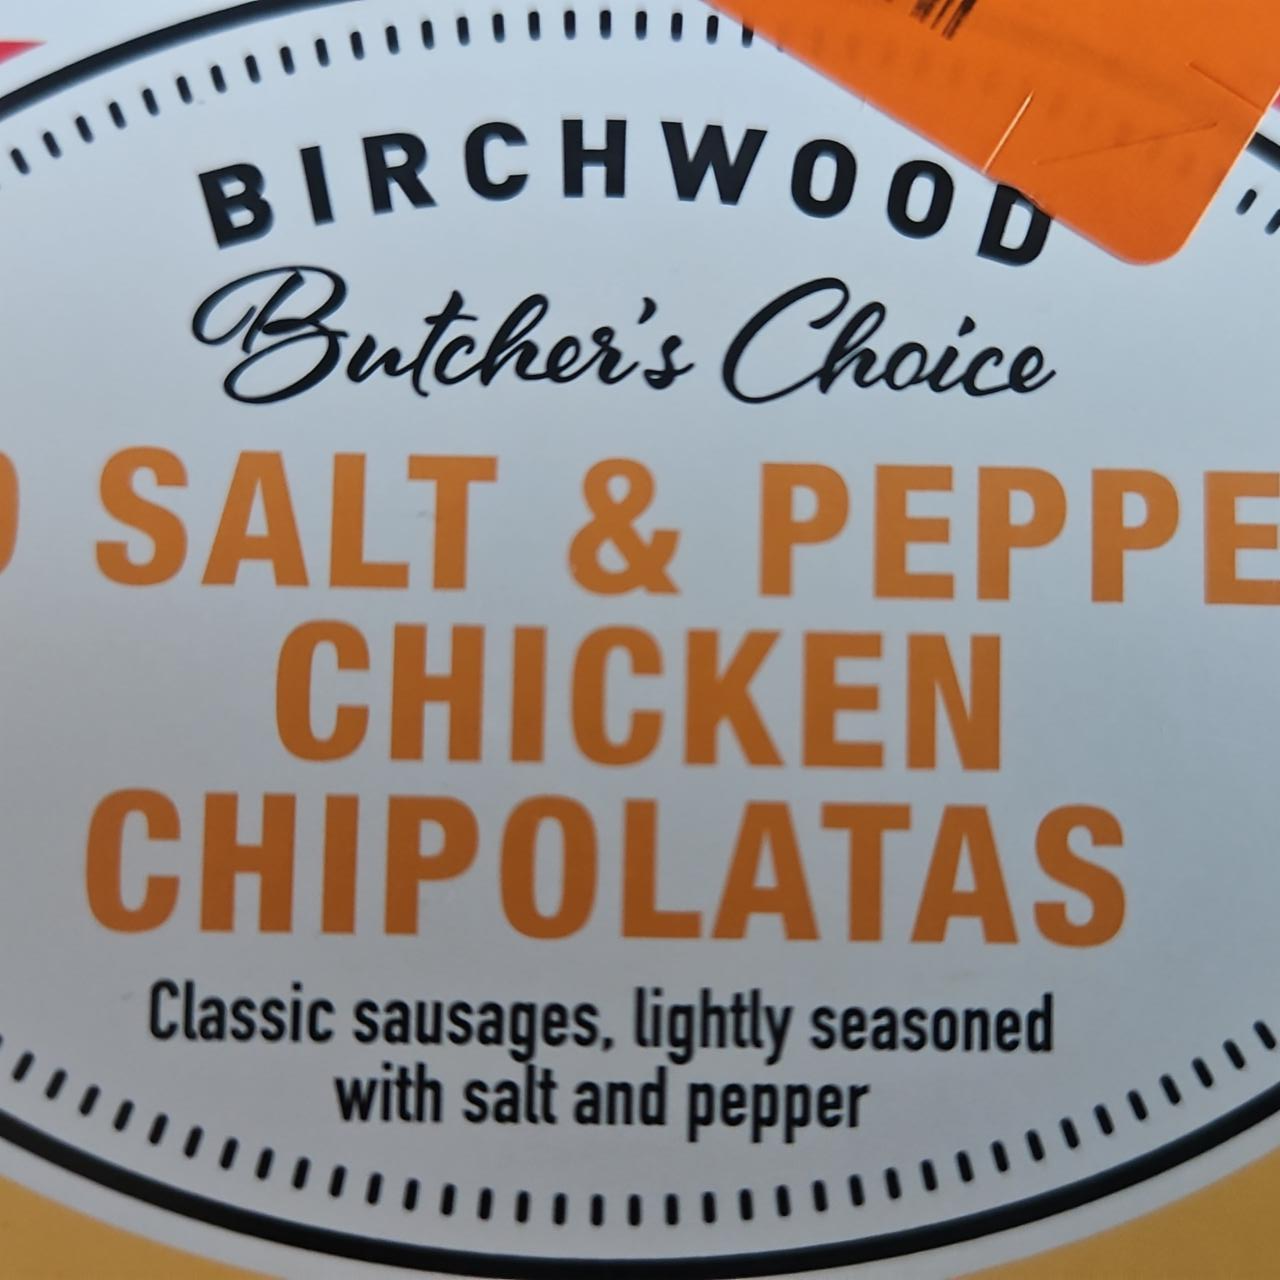 BIRCHWOOD
Butcher's Choice
SALT & PEPPE
CHICKEN
CHIPOLATAS
Classic sausages, lightly seasoned
with salt and pepper